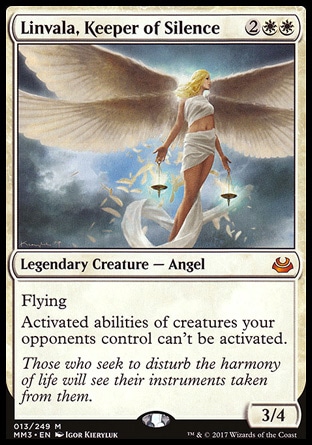 Linvala, Keeper of Silence 2
Legendary Creature — Angel
Flying
Activated abilities of creatures your
opponents control can't be activated.
Those who seek to disturb the harmony
of life will see their instruments taken
from them.
3/4
013/249 M
MM3 • EN Igor Kieryluk
™ & © 2017 Wizards of the Coast